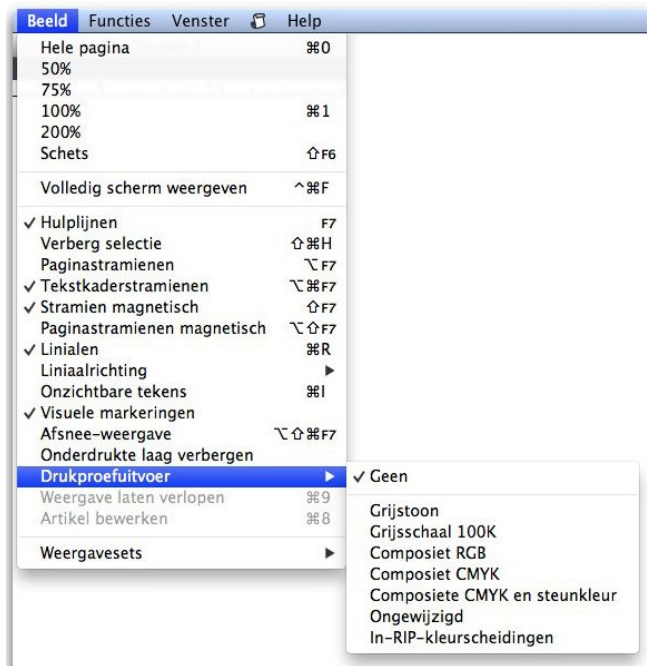 Beeld Functies Venster Help
Hele pagina ⌘0
50%
75%
100% ⌘1
200%
Schets ⇧F6
Volledig scherm weergeven ^⌘F
✓ Hulplijnen F7
Verberg selectie ⇧⌘H
Paginastramienen ⌥F7
✓ Tekstkaderstramienen ⌥⌘F7
✓ Stramien magnetisch ⇧F7
Paginastramienen magnetisch ⌥⇧F7
✓ Linialen ⌘R
Liniaalrichting ▶
Onzichtbare tekens ⌘I
✓ Visuele markeringen
Afsnee-weergave ⌥⇧⌘F7
Onderdrukte laag verbergen
Drukproefuitvoer ▶
Weergave laten verlopen ⌘9
Artikel bewerken ⌘8
Weergavesets ▶
✓ Geen
Grijstoon
Grijsschaal 100K
Composiet RGB
Composiet CMYK
Composiete CMYK en steunkleur
Ongewijzigd
In-RIP-kleurscheidingen